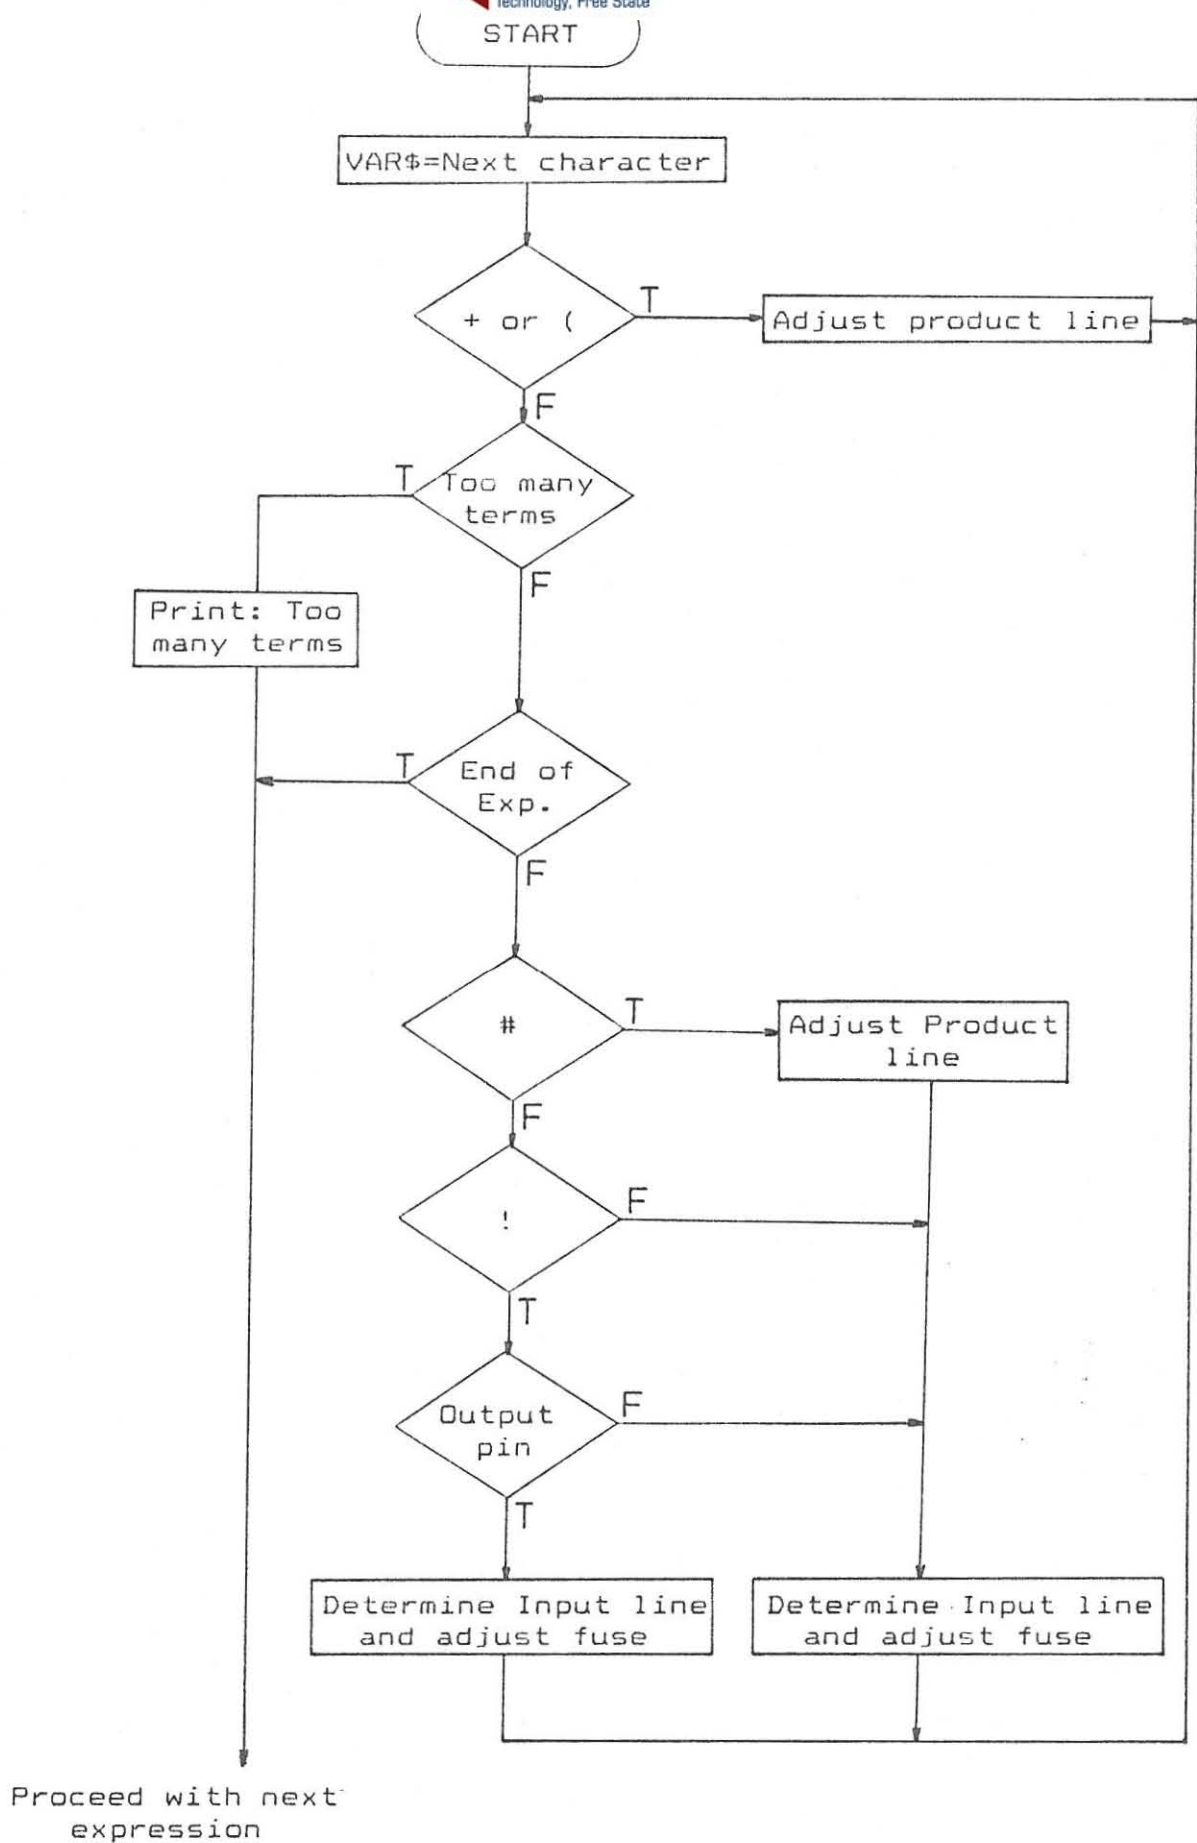 Technology, Free State
START
VAR$=Next character
+ or (
T
Adjust product line
F
T
Too many
terms
F
Print: Too
many terms
T
End of
Exp.
F
#
T
Adjust Product
line
F
!
F
T
Output
pin
F
T
Determine Input line
and adjust fuse
Determine Input line
and adjust fuse
Proceed with next
expression